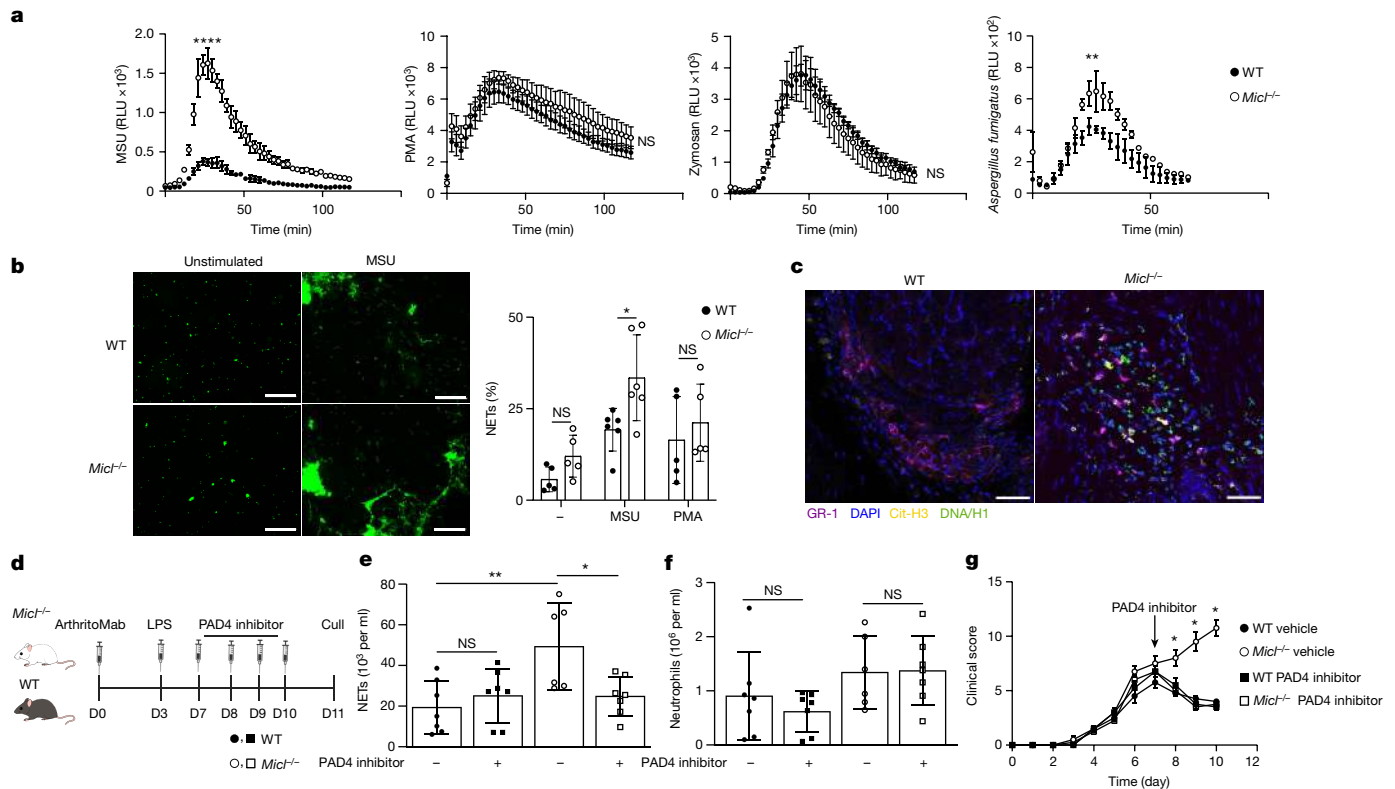 a
MSU (RLU ×10³)
2.0
1.5
1.0
0.5
0
****
50
100
Time (min)
PMA (RLU ×10³)
10
8
6
4
2
0
NS
50
100
Time (min)
Zymosan (RLU ×10³)
5
4
3
2
1
0
NS
50
100
Time (min)
Aspergillus fumigatus (RLU ×10²)
10
8
6
4
2
0
**
50
Time (min)
WT
Micl−/−
b
Unstimulated
MSU
WT
Micl−/−
NETs (%)
50
25
0
NS
*
NS
WT
Micl−/−
–
MSU
PMA
c
WT
Micl−/−
GR-1 DAPI Cit-H3 DNA/H1
d
Micl−/−
WT
ArthritoMab
LPS
PAD4 inhibitor
Cull
D0
D3
D7
D8
D9
D10
D11
, WT
, Micl−/−
e
NETs (10³ per ml)
80
60
40
20
0
**
*
NS
PAD4 inhibitor
– + – +
f
Neutrophils (10⁶ per ml)
3
2
1
0
NS
NS
PAD4 inhibitor
– + – +
g
Clinical score
15
10
5
0
PAD4 inhibitor
*
*
*
0 2 4 6 8 10 12
Time (day)
WT vehicle
Micl−/− vehicle
WT PAD4 inhibitor
Micl−/− PAD4 inhibitor